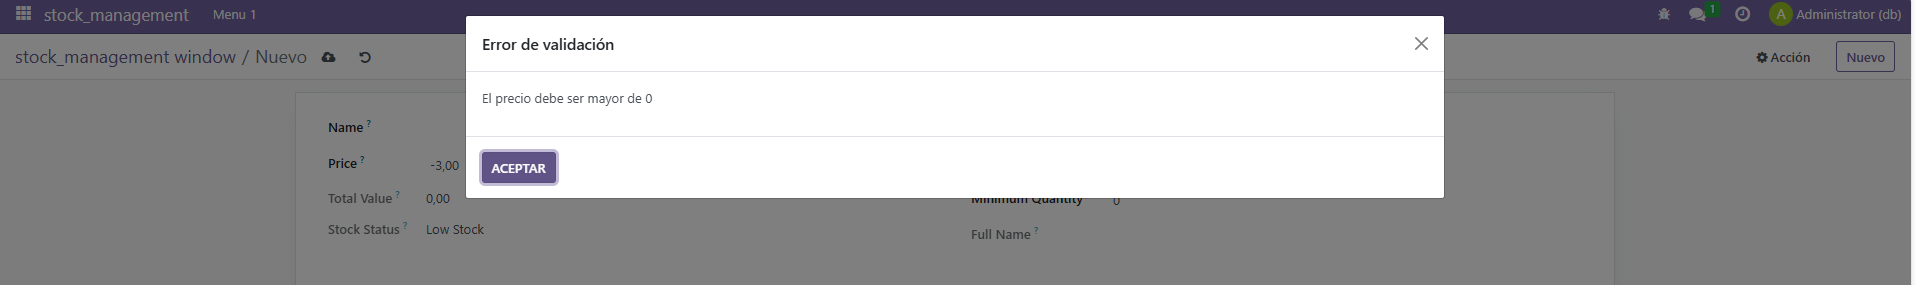 stock_management Menu 1 1 A Administrator (db)
Error de validación
stock_management window / Nuevo Acción Nuevo
El precio debe ser mayor de 0
Name ?
Price ? -3,00
ACEPTAR
Total Value ? 0,00 Minimum Quantity 0
Stock Status ? Low Stock Full Name ?